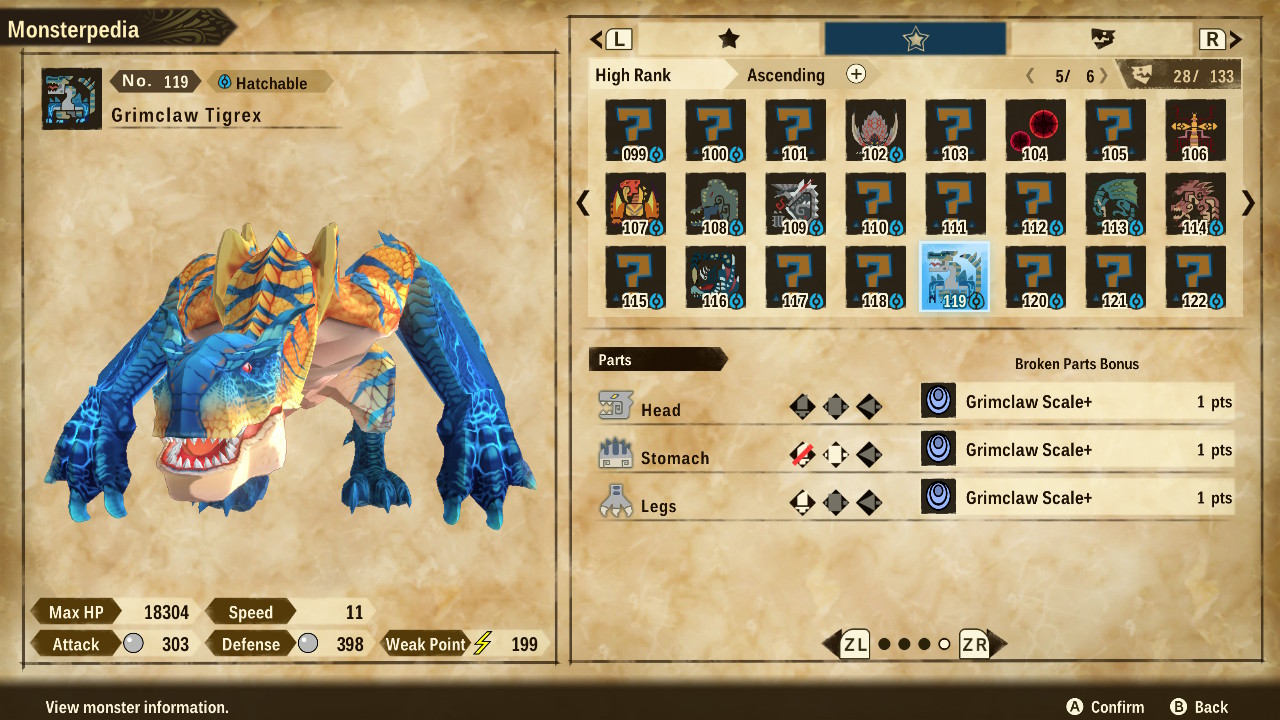 Monsterpedia
No. 119 Hatchable
Grimclaw Tigrex
Max HP 18304 Speed 11
Attack 303 Defense 398 Weak Point 199
L R
High Rank Ascending 5/ 6 28/ 133
? ? ? ? ? 
099 100 101 102 103 104 105 106
? ? ?
107 108 109 110 111 112 113 114
? ? ? ? ? ?
115 116 117 118 119 120 121 122
Parts Broken Parts Bonus
Head Grimclaw Scale+ 1 pts
Stomach Grimclaw Scale+ 1 pts
Legs Grimclaw Scale+ 1 pts
ZL ZR
View monster information. A Confirm B Back